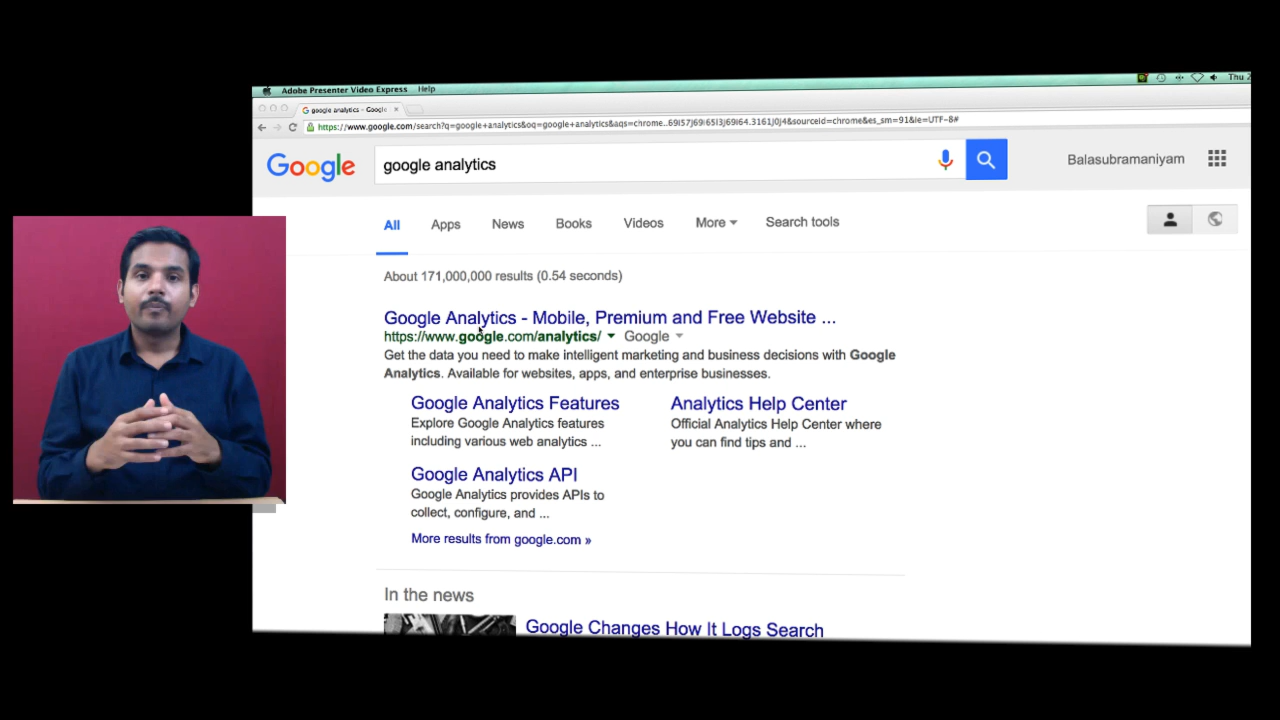 Adobe Presenter Video Express Help
Thu
google analytics - Google
https://www.google.com/search?q=google+analytics&oq=google+analytics&aqs=chrome..69i57j69i65l3j69i64.3161j0j4&sourceid=chrome&es_sm=91&ie=UTF-8#
Google
google analytics
Balasubramaniyam
All Apps News Books Videos More Search tools
About 171,000,000 results (0.54 seconds)
Google Analytics - Mobile, Premium and Free Website ...
https://www.google.com/analytics/ Google
Get the data you need to make intelligent marketing and business decisions with Google
Analytics. Available for websites, apps, and enterprise businesses.
Google Analytics Features
Explore Google Analytics features
including various web analytics ...
Analytics Help Center
Official Analytics Help Center where
you can find tips and ...
Google Analytics API
Google Analytics provides APIs to
collect, configure, and ...
More results from google.com »
In the news
Google Changes How It Logs Search